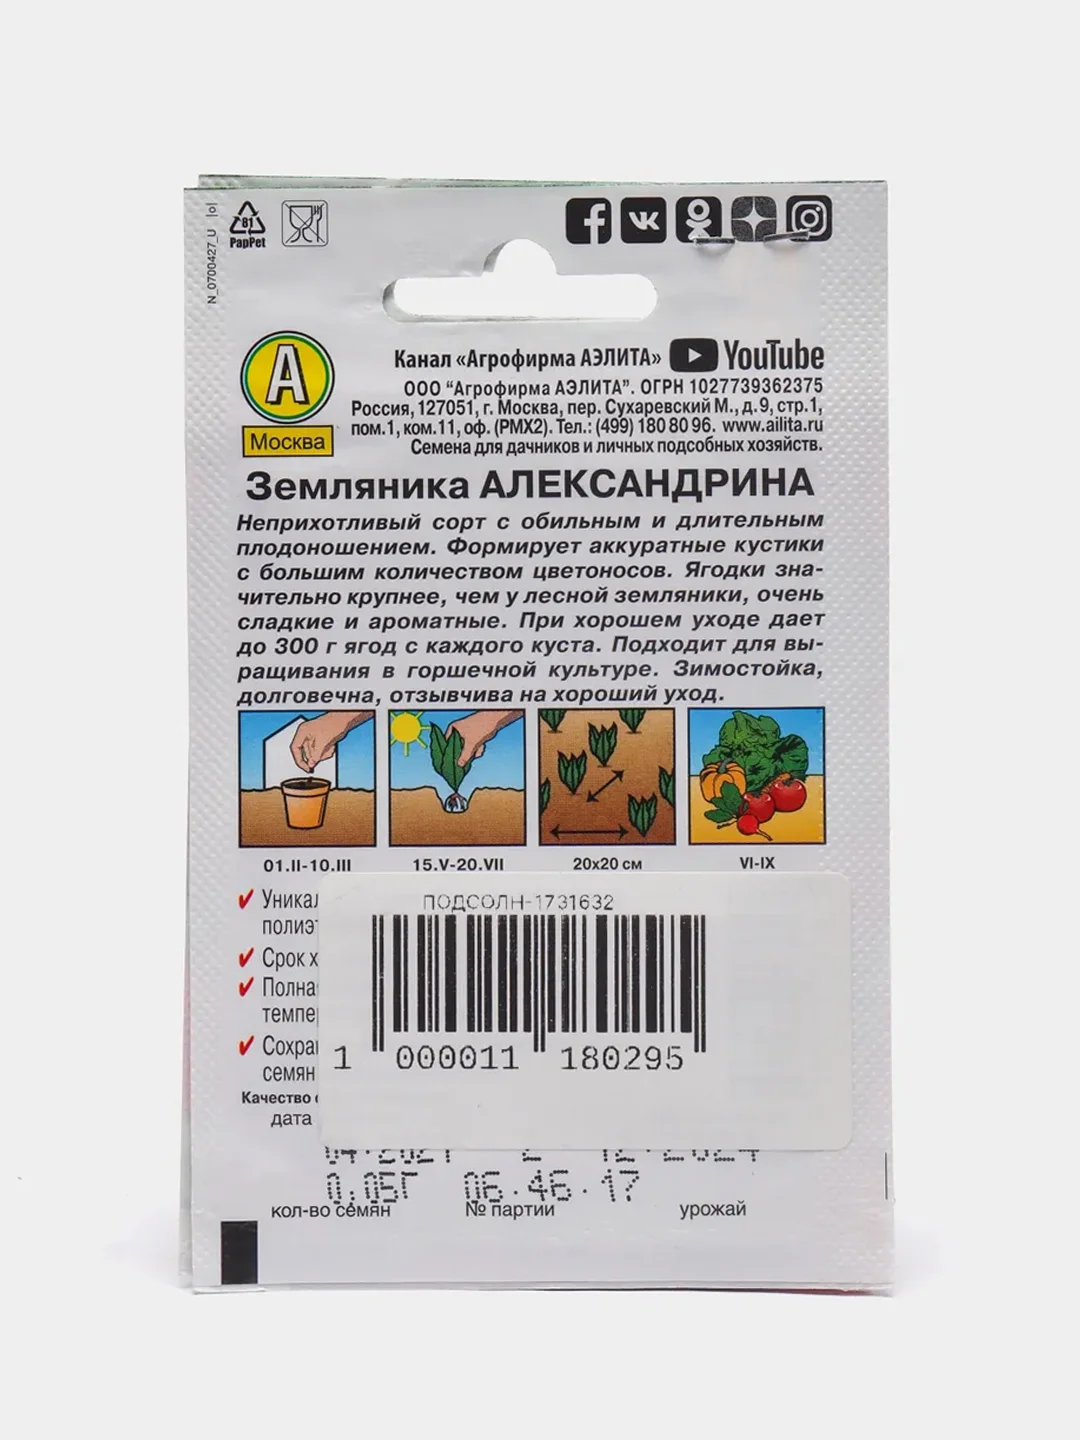 N_0700427_U
81
PapPet
Канал «Агрофирма АЭЛИТА» YouTube
ООО "Агрофирма АЭЛИТА". ОГРН 1027739362375
Россия, 127051, г. Москва, пер. Сухаревский М., д.9, стр.1,
пом.1, ком.11, оф. (РМХ2). Тел.: (499) 180 80 96. www.ailita.ru
Семена для дачников и личных подсобных хозяйств.
А
Москва
Земляника АЛЕКСАНДРИНА
Неприхотливый сорт с обильным и длительным
плодоношением. Формирует аккуратные кустики
с большим количеством цветоносов. Ягодки зна-
чительно крупнее, чем у лесной земляники, очень
сладкие и ароматные. При хорошем уходе дает
до 300 г ягод с каждого куста. Подходит для вы-
ращивания в горшечной культуре. Зимостойка,
долговечна, отзывчива на хороший уход.
01.II-10.III 15.V-20.VII 20х20 см VI-IX
Уникал
полиэт
Срок х
Полна
темпе
Сохра
семян
Качество
дата
ПОДСОЛН-1731632
1 000011 180295
04.2021 2 12.2024
0,05Г 06.46.17
кол-во семян № партии урожай